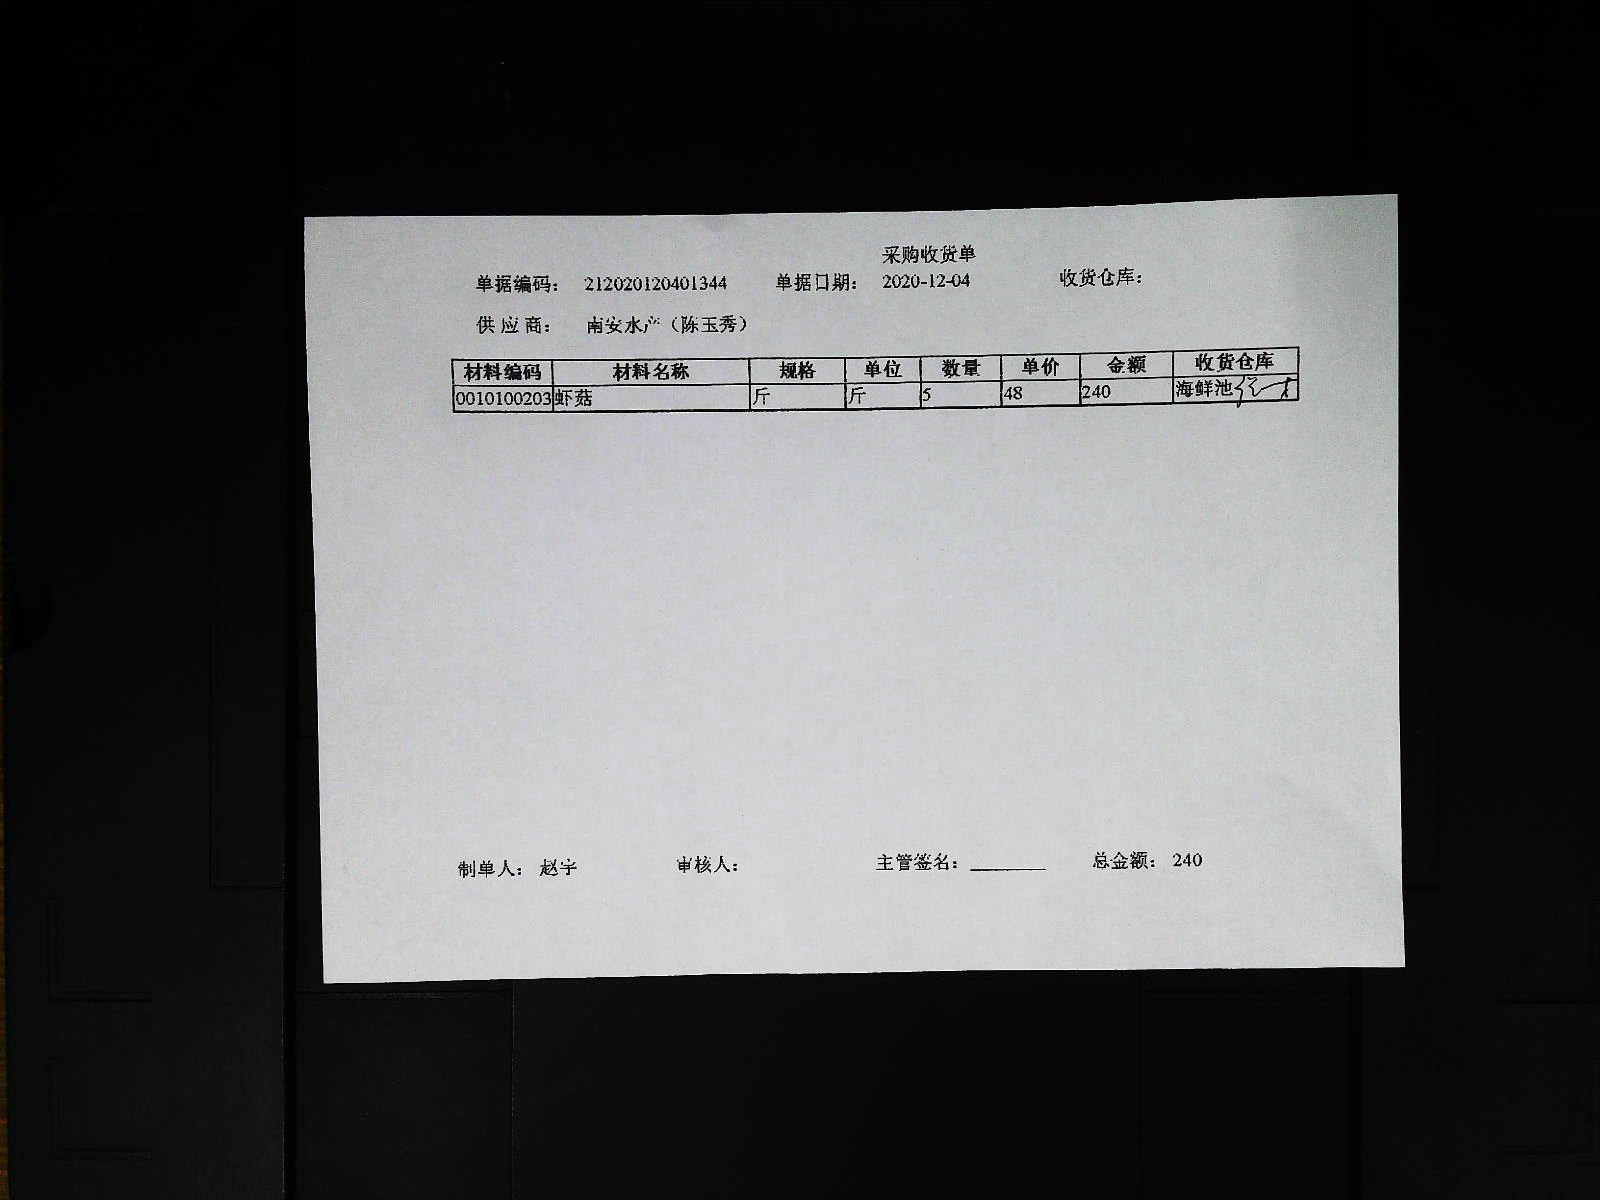 采购收货单
单据编码： 212020120401344 单据日期： 2020-12-04 收货仓库：
供 应 商： 南安水产（陈玉秀）
材料编码 材料名称 规格 单位 数量 单价 金额 收货仓库
0010100203 虾菇 斤 斤 5 48 240 海鲜池
制单人： 赵宇 审核人： 主管签名： 总金额： 240